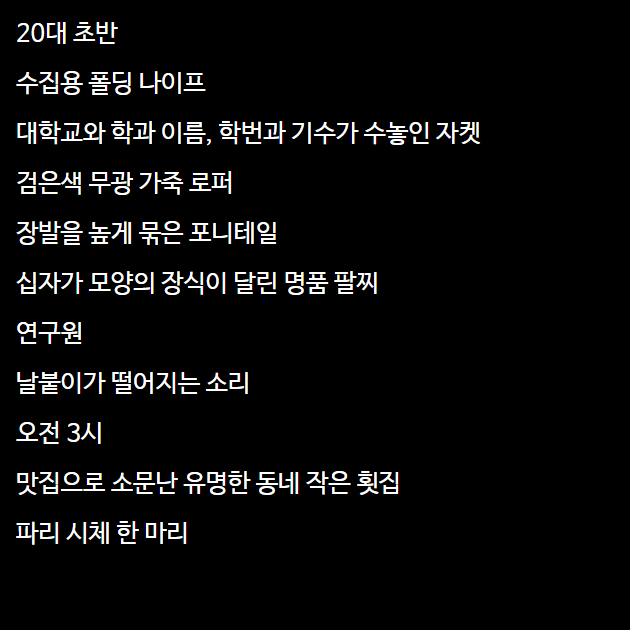 20대 초반
수집용 폴딩 나이프
대학교와 학과 이름, 학번과 기수가 수놓인 자켓
검은색 무광 가죽 로퍼
장발을 높게 묶은 포니테일
십자가 모양의 장식이 달린 명품 팔찌
연구원
날붙이가 떨어지는 소리
오전 3시
맛집으로 소문난 유명한 동네 작은 횟집
파리 시체 한 마리